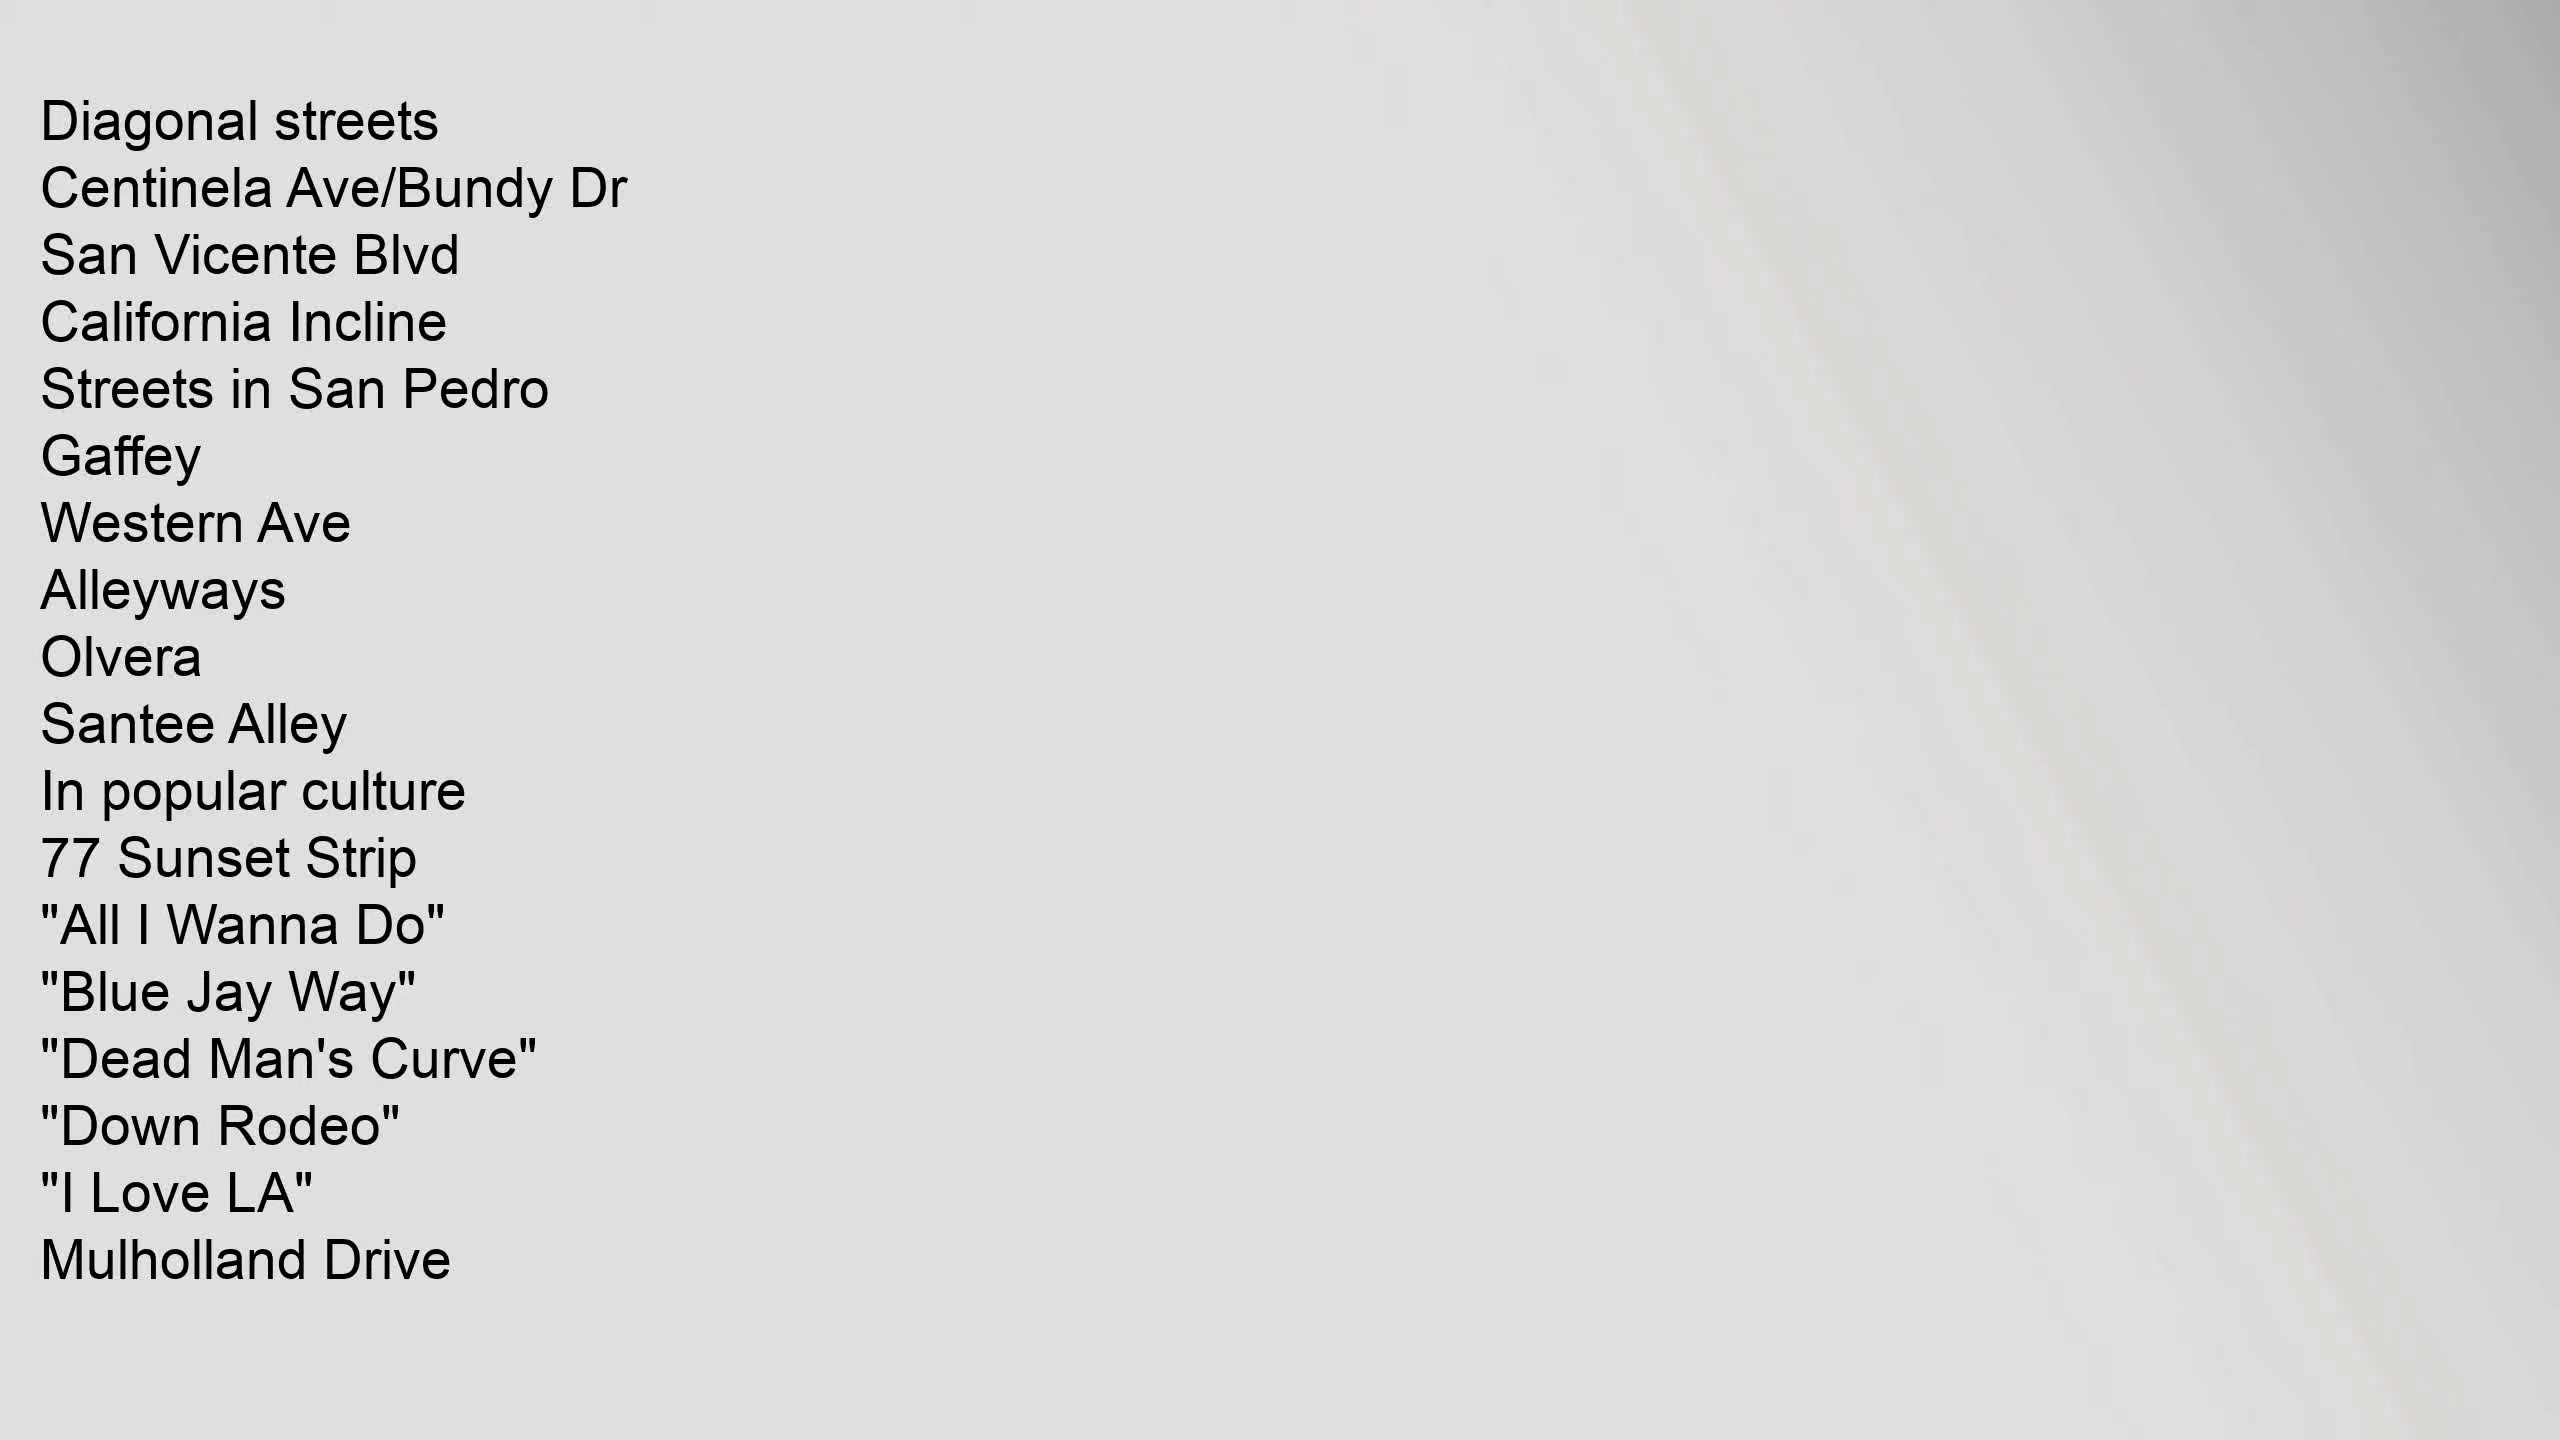 Diagonal streets
Centinela Ave/Bundy Dr
San Vicente Blvd
California Incline
Streets in San Pedro
Gaffey
Western Ave
Alleyways
Olvera
Santee Alley
In popular culture
77 Sunset Strip
"All I Wanna Do"
"Blue Jay Way"
"Dead Man's Curve"
"Down Rodeo"
"I Love LA"
Mulholland Drive